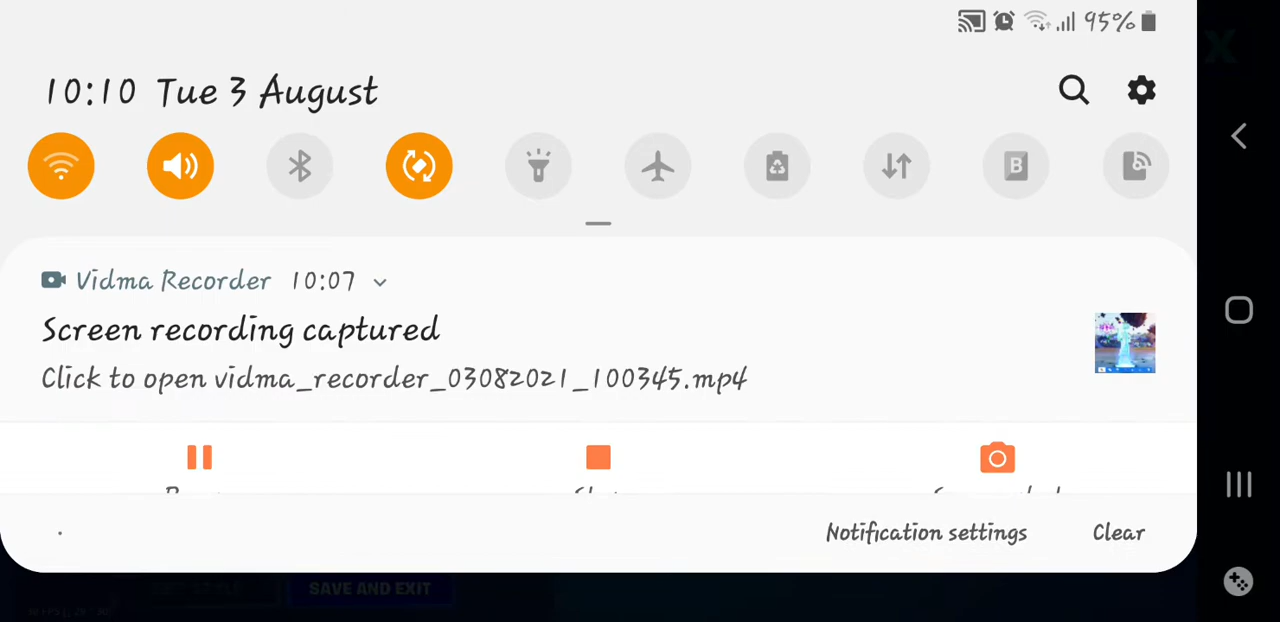 95%
10:10 Tue 3 August
B
Vidma Recorder 10:07
Screen recording captured
Click to open vidma_recorder_03082021_100345.mp4
Notification settings Clear
SAVE AND EXIT